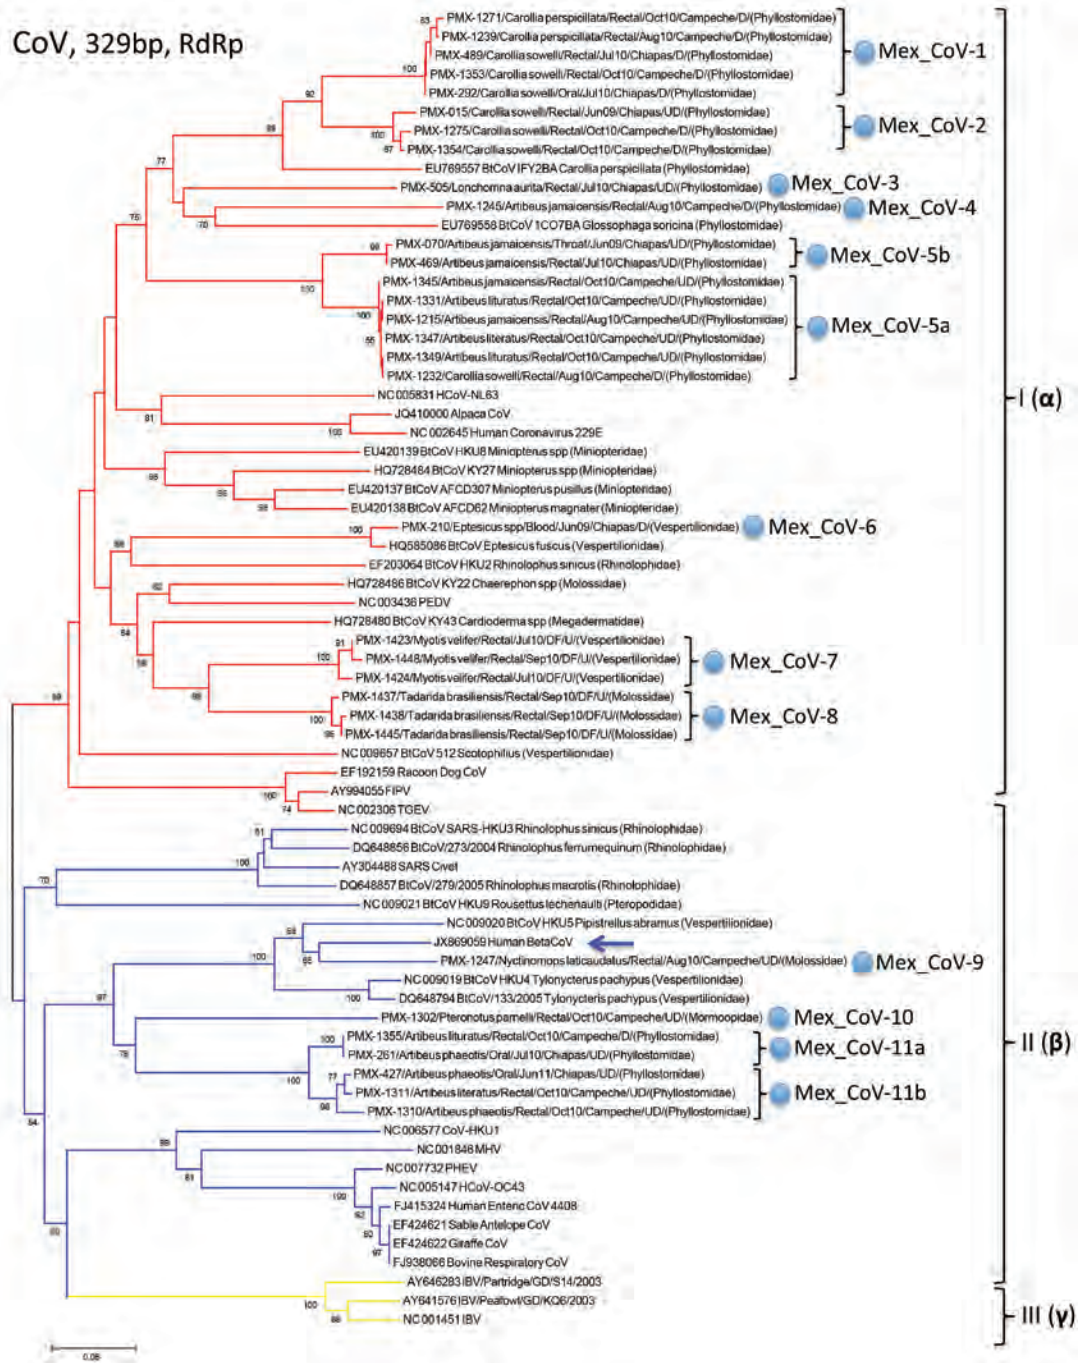 CoV, 329bp, RdRp
PMX-1271/Carollia perspicillata/Rectal/Oct10/Campeche/D/(Phyllostomidae)
PMX-1239/Carollia perspicillata/Rectal/Aug10/Campeche/D/(Phyllostomidae)
PMX-489/Carollia sowelli/Rectal/Jul10/Chiapas/D/(Phyllostomidae)
PMX-1353/Carollia sowelli/Rectal/Oct10/Campeche/D/(Phyllostomidae)
PMX-292/Carollia sowelli/Oral/Jul10/Chiapas/D/(Phyllostomidae)
Mex_CoV-1
PMX-015/Carollia sowelli/Rectal/Jun09/Chiapas/UD/(Phyllostomidae)
PMX-1275/Carollia sowelli/Rectal/Oct10/Campeche/D/(Phyllostomidae)
PMX-1354/Carollia sowelli/Rectal/Oct10/Campeche/D/(Phyllostomidae)
Mex_CoV-2
EU769557 BtCoV IFY2BA Carollia perspicillata (Phyllostomidae)
PMX-505/Lonchorrina aurita/Rectal/Jul10/Chiapas/UD/(Phyllostomidae) Mex_CoV-3
PMX-1245/Artibeus jamaicensis/Rectal/Aug10/Campeche/D/(Phyllostomidae) Mex_CoV-4
EU769558 BtCoV 1CO7BA Glossophaga soricina (Phyllostomidae)
PMX-070/Artibeus jamaicensis/Throat/Jun09/Chiapas/UD/(Phyllostomidae)
PMX-469/Artibeus jamaicensis/Rectal/Jul10/Chiapas/UD/(Phyllostomidae)
Mex_CoV-5b
PMX-1345/Artibeus jamaicensis/Rectal/Oct10/Campeche/UD/(Phyllostomidae)
PMX-1331/Artibeus lituratus/Rectal/Oct10/Campeche/UD/(Phyllostomidae)
PMX-1215/Artibeus jamaicensis/Rectal/Aug10/Campeche/UD/(Phyllostomidae)
PMX-1347/Artibeus literatus/Rectal/Oct10/Campeche/UD/(Phyllostomidae)
PMX-1349/Artibeus lituratus/Rectal/Oct10/Campeche/UD/(Phyllostomidae)
PMX-1232/Carollia sowelli/Rectal/Aug10/Campeche/D/(Phyllostomidae)
Mex_CoV-5a
NC005831 HCoV-NL63
JQ410000 Alpaca CoV
NC002645 Human Coronavirus 229E
I (α)
EU420139 BtCoV HKU8 Miniopterus spp (Miniopteridae)
HQ728484 BtCoV KY27 Miniopterus spp (Miniopteridae)
EU420137 BtCoV AFCD307 Miniopterus pusillus (Miniopteridae)
EU420138 BtCoV AFCD62 Miniopterus magnater (Miniopteridae)
PMX-210/Eptesicus spp/Blood/Jun09/Chiapas/D/(Vespertilionidae) Mex_CoV-6
HQ585086 BtCoV Eptesicus fuscus (Vespertilionidae)
EF203064 BtCoV HKU2 Rhinolophus sinicus (Rhinolophidae)
HQ728486 BtCoV KY22 Chaerephon spp (Molossidae)
NC003436 PEDV
HQ728480 BtCoV KY43 Cardioderma spp (Megadermatidae)
PMX-1423/Myotis velifer/Rectal/Jul10/DF/U/(Vespertilionidae)
PMX-1448/Myotis velifer/Rectal/Sep10/DF/U/(Vespertilionidae)
PMX-1424/Myotis velifer/Rectal/Jul10/DF/U/(Vespertilionidae)
Mex_CoV-7
PMX-1437/Tadarida brasiliensis/Rectal/Sep10/DF/U/(Molossidae)
PMX-1438/Tadarida brasiliensis/Rectal/Sep10/DF/U/(Molossidae)
PMX-1445/Tadarida brasiliensis/Rectal/Sep10/DF/U/(Molossidae)
Mex_CoV-8
NC009657 BtCoV 512 Scotophilius (Vespertilionidae)
EF192159 Racoon Dog CoV
AY994055 FIPV
NC002306 TGEV
NC009694 BtCoV SARS-HKU3 Rhinolophus sinicus (Rhinolophidae)
DQ648856 BtCoV/273/2004 Rhinolophus ferrumequinum (Rhinolophidae)
AY304488 SARS Civet
DQ648857 BtCoV/279/2005 Rhinolophus macrotis (Rhinolophidae)
NC009021 BtCoV HKU9 Rousettus lechenaulti (Pteropodidae)
NC009020 BtCoV HKU5 Pipistrellus abramus (Vespertilionidae)
JX869059 Human BetaCoV
PMX-1247/Nyctinomops laticaudatus/Rectal/Aug10/Campeche/UD/(Molossidae) Mex_CoV-9
NC009019 BtCoV HKU4 Tylonycterus pachypus (Vespertilionidae)
DQ648794 BtCoV/133/2005 Tylonycteris pachypus (Vespertilionidae)
PMX-1302/Pteronotus parnelli/Rectal/Oct10/Campeche/UD/(Mormoopidae) Mex_CoV-10
PMX-1355/Artibeus lituratus/Rectal/Oct10/Campeche/D/(Phyllostomidae)
PMX-261/Artibeus phaeotis/Oral/Jul10/Chiapas/UD/(Phyllostomidae)
Mex_CoV-11a
II (β)
PMX-427/Artibeus phaeotis/Oral/Jun11/Chiapas/UD/(Phyllostomidae)
PMX-1311/Artibeus literatus/Rectal/Oct10/Campeche/UD/(Phyllostomidae)
PMX-1310/Artibeus phaeotis/Rectal/Oct10/Campeche/UD/(Phyllostomidae)
Mex_CoV-11b
NC006577 CoV-HKU1
NC001846 MHV
NC007732 PHEV
NC005147 HCoV-OC43
FJ415324 Human Enteric CoV 4408
EF424621 Sable Antelope CoV
EF424622 Giraffe CoV
FJ938066 Bovine Respiratory CoV
AY646283 IBV/Partridge/GD/S14/2003
AY641576 IBV/Peafowl/GD/KQ6/2003
NC001451 IBV
III (γ)
0.05